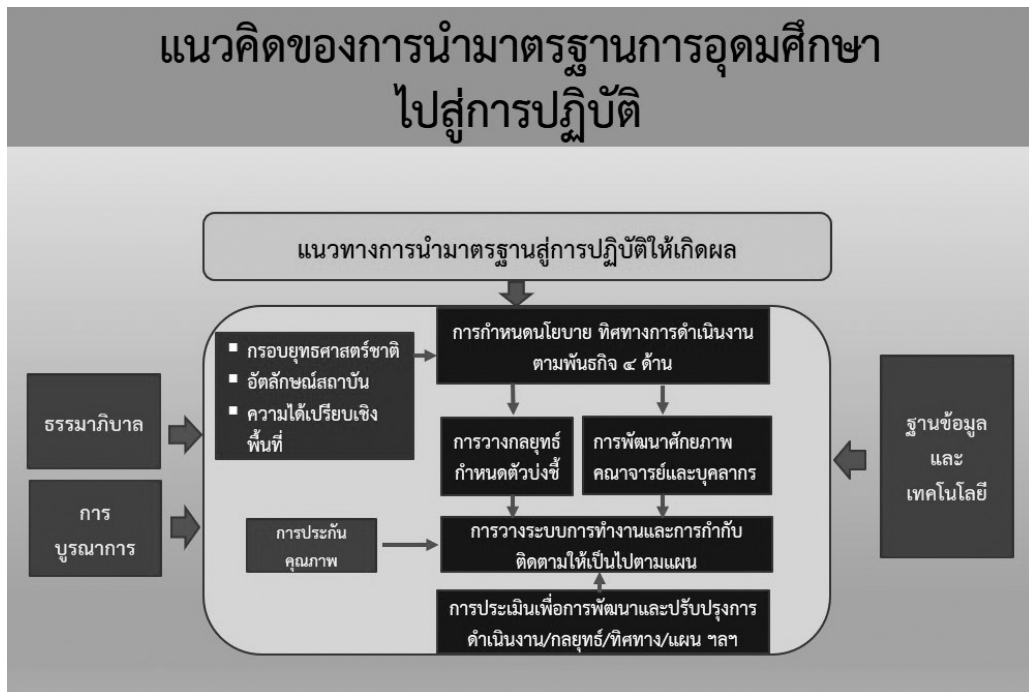 แนวคิดของการนำมาตรฐานการอุดมศึกษา
ไปสู่การปฏิบัติ
แนวทางการนำมาตรฐานสู่การปฏิบัติให้เกิดผล
▪ กรอบยุทธศาสตร์ชาติ
▪ อัตลักษณ์สถาบัน
▪ ความได้เปรียบเชิง
พื้นที่
การกำหนดนโยบาย ทิศทางการดำเนินงาน
ตามพันธกิจ ๔ ด้าน
ธรรมาภิบาล
การ
บูรณาการ
การวางกลยุทธ์
กำหนดตัวบ่งชี้
การพัฒนาศักยภาพ
คณาจารย์และบุคลากร
ฐานข้อมูล
และ
เทคโนโลยี
การประกัน
คุณภาพ
การวางระบบการทำงานและการกำกับ
ติดตามให้เป็นไปตามแผน
การประเมินเพื่อการพัฒนาและปรับปรุงการ
ดำเนินงาน/กลยุทธ์/ทิศทาง/แผน ฯลฯ